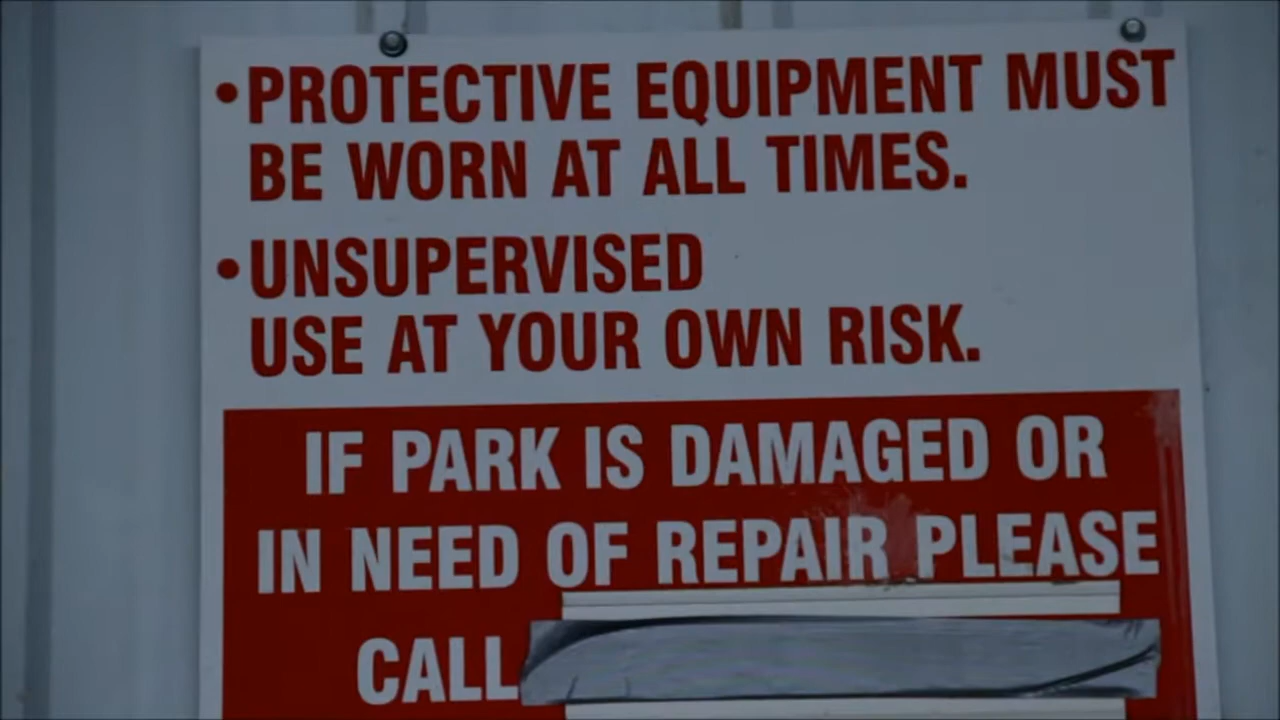 •PROTECTIVE EQUIPMENT MUST
BE WORN AT ALL TIMES.
•UNSUPERVISED
USE AT YOUR OWN RISK.
IF PARK IS DAMAGED OR
IN NEED OF REPAIR PLEASE
CALL